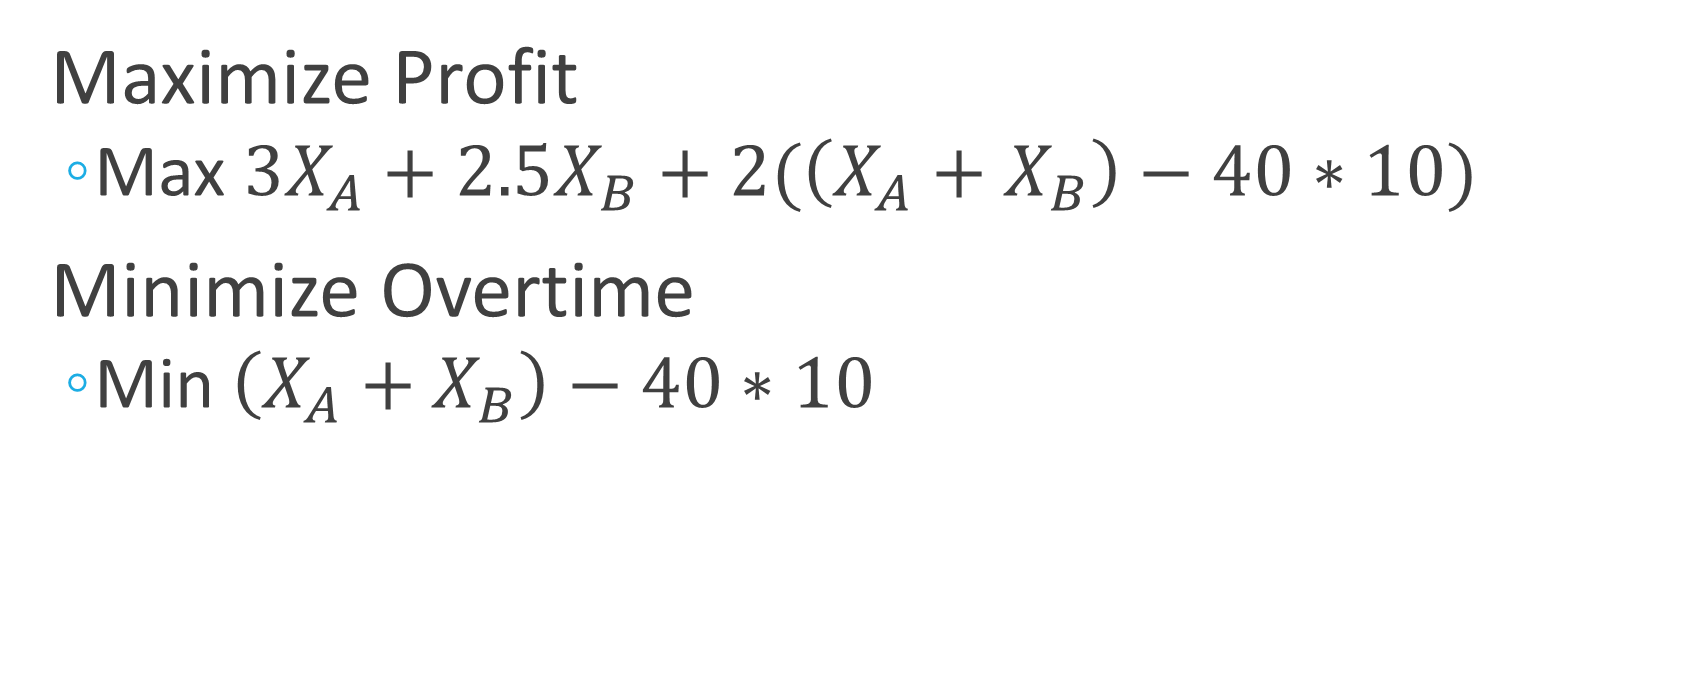 Maximize Profit
◦Max 3X_A + 2.5X_B + 2((X_A + X_B) − 40 ∗ 10)
Minimize Overtime
◦Min (X_A + X_B) − 40 ∗ 10